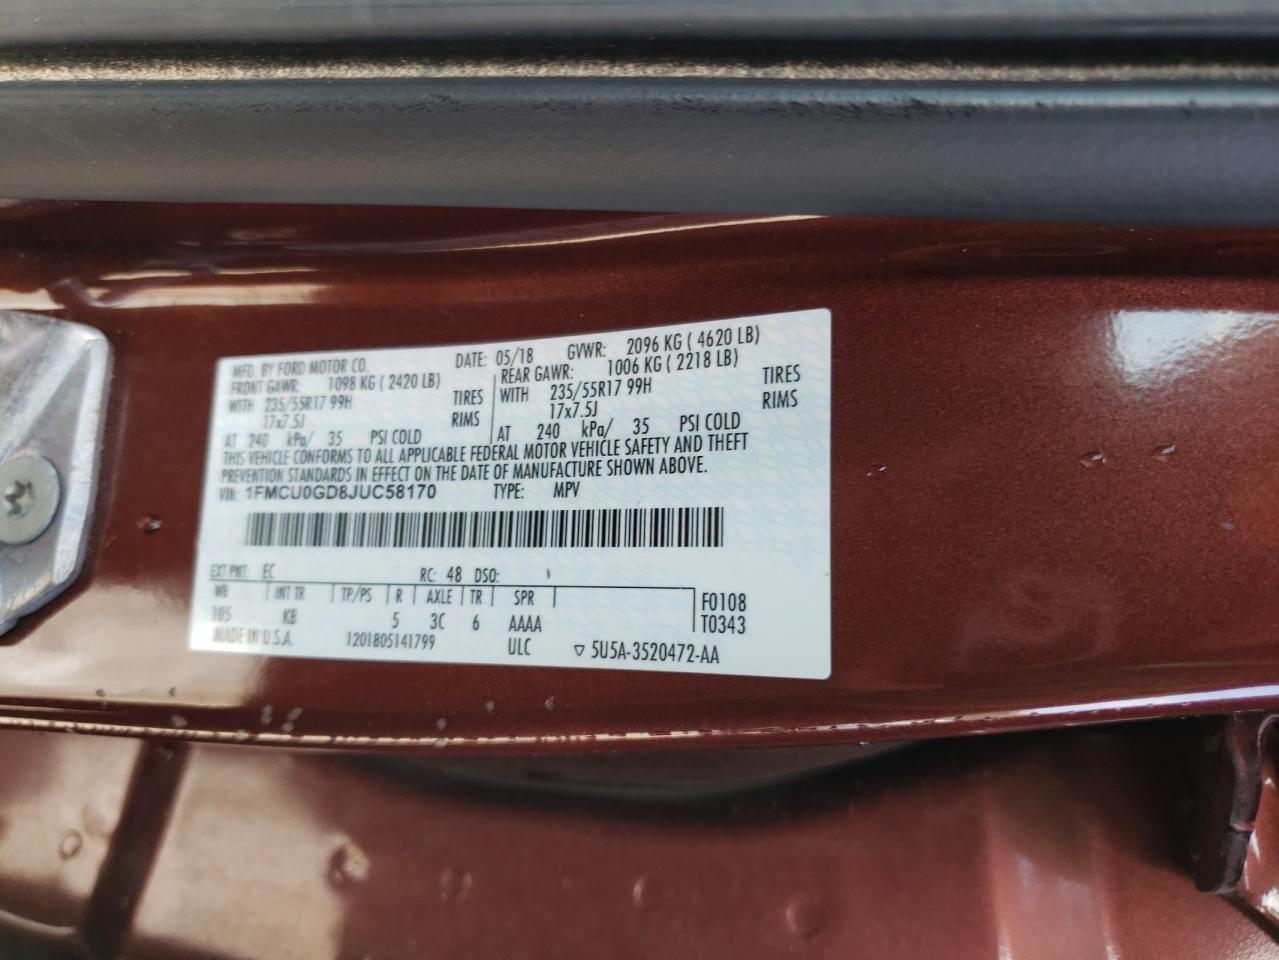 MFD. BY FORD MOTOR CO. DATE: 05/18 GVWR: 2096 KG ( 4620 LB)
FRONT GAWR: 1098 KG ( 2420 LB) REAR GAWR: 1006 KG ( 2218 LB)
WITH 235/55R17 99H TIRES WITH 235/55R17 99H TIRES
17x7.5J RIMS 17x7.5J RIMS
AT 240 kPa/ 35 PSI COLD AT 240 kPa/ 35 PSI COLD
THIS VEHICLE CONFORMS TO ALL APPLICABLE FEDERAL MOTOR VEHICLE SAFETY AND THEFT
PREVENTION STANDARDS IN EFFECT ON THE DATE OF MANUFACTURE SHOWN ABOVE.
VIN: 1FMCU0GD8JUC58170 TYPE: MPV
EXT PNT: EC RC: 48 DSO:
WB INT TR TP/PS R AXLE TR SPR F0108
105 KB 5 3C 6 AAAA T0343
MADE IN U.S.A. 1201805141799 ULC ▽ 5U5A-3520472-AA